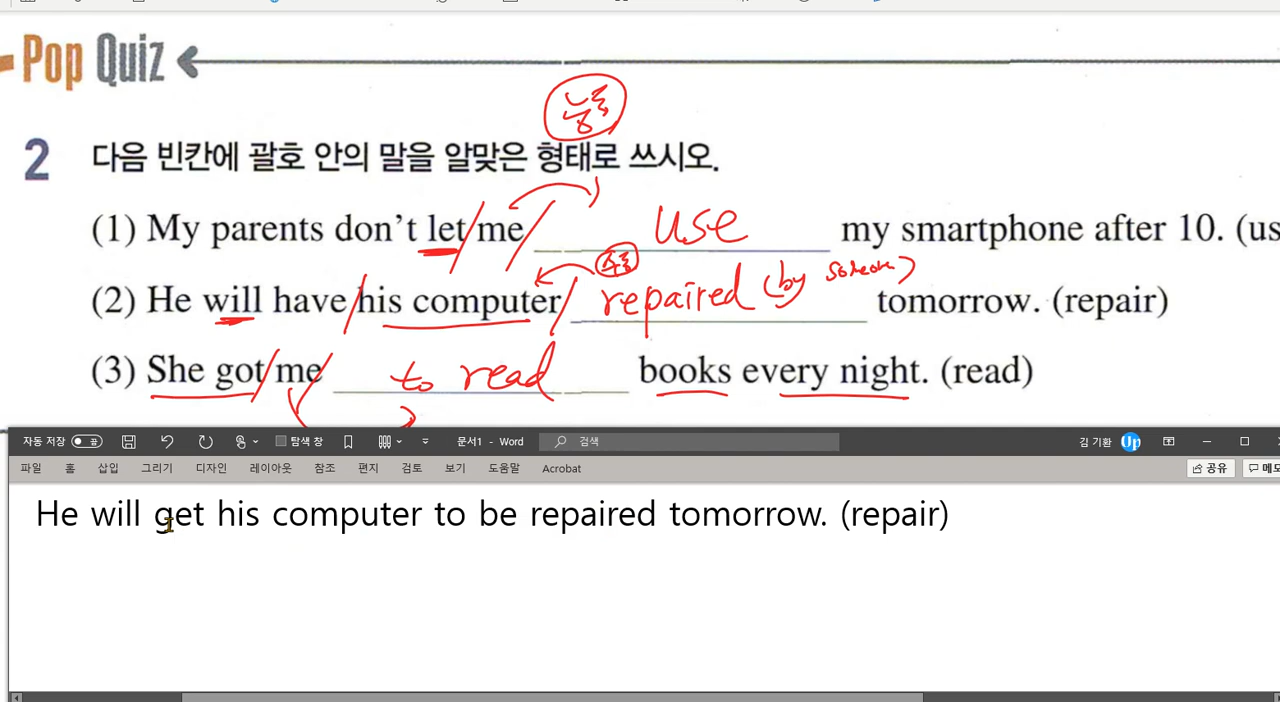 Pop Quiz
능동
2 다음 빈칸에 괄호 안의 말을 알맞은 형태로 쓰시오.
(1) My parents don't let/me/ use my smartphone after 10. (us
수동
(2) He will have/his computer/ repaired (by someone) tomorrow. (repair)
(3) She got/me/ to read books every night. (read)
자동 저장 문서1 - Word 검색 김 기환 Up
탐색 창
파일 홈 삽입 그리기 디자인 레이아웃 참조 편지 검토 보기 도움말 Acrobat 공유 메모
He will get his computer to be repaired tomorrow. (repair)